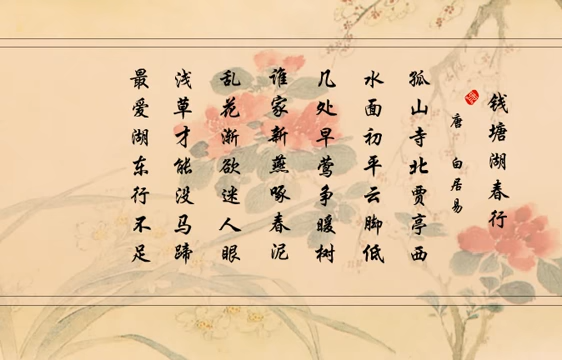 钱塘湖春行
唐 白居易
孤山寺北贾亭西
水面初平云脚低
几处早莺争暖树
谁家新燕啄春泥
乱花渐欲迷人眼
浅草才能没马蹄
最爱湖东行不足